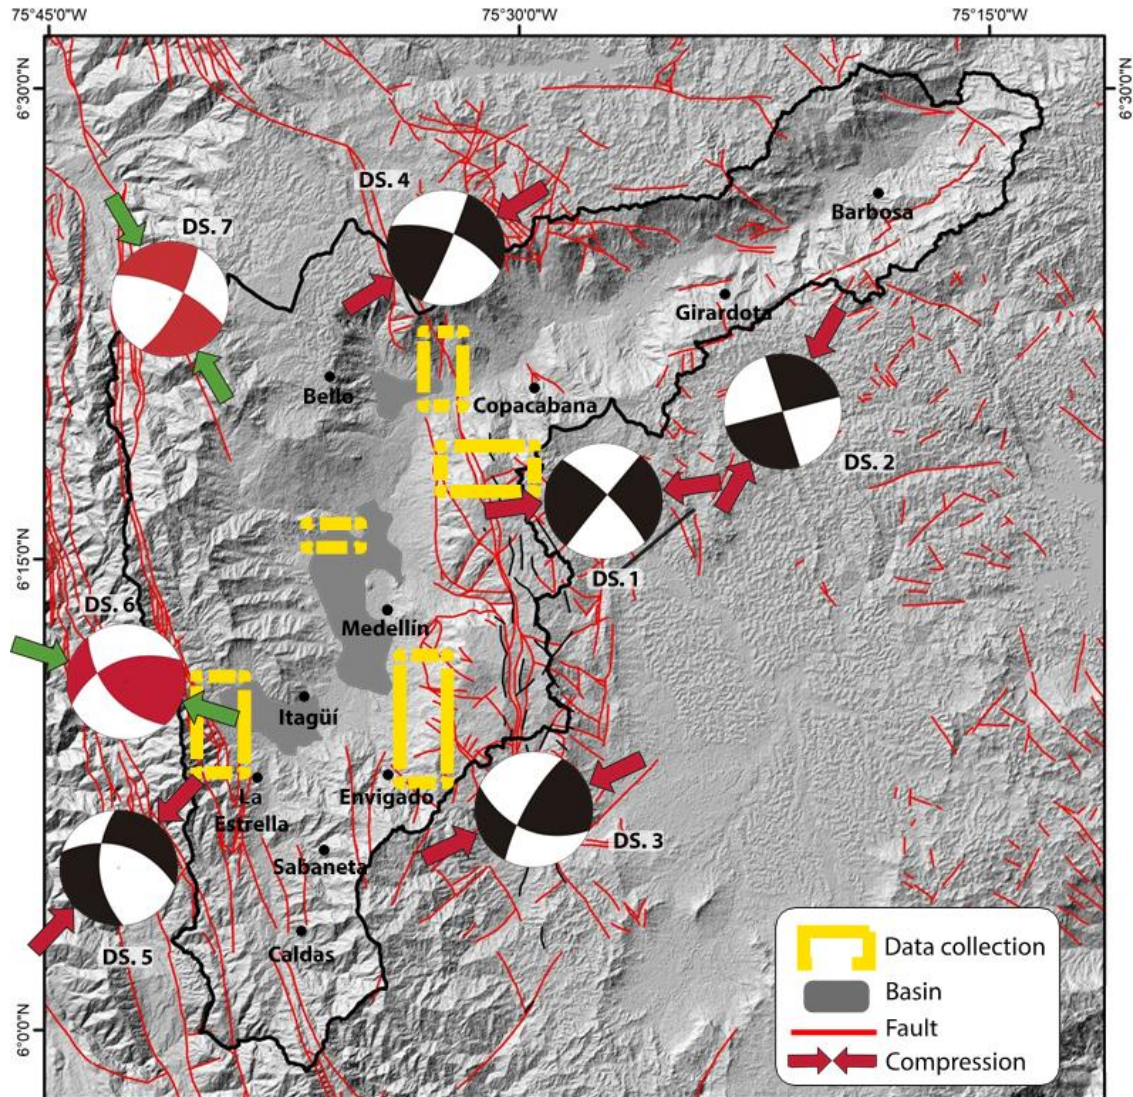 75°45'0"W
75°30'0"W
75°15'0"W
6°30'0"N
6°30'0"N
DS. 4
Barbosa
DS. 7
Girardota
Bello
Copacabana
DS. 2
6°15'0"N
DS. 1
DS. 6
Medellín
Itagüí
La
Estrella
Envigado
DS. 3
Sabaneta
Caldas
DS. 5
6°0'0"N
Data collection
Basin
Fault
Compression